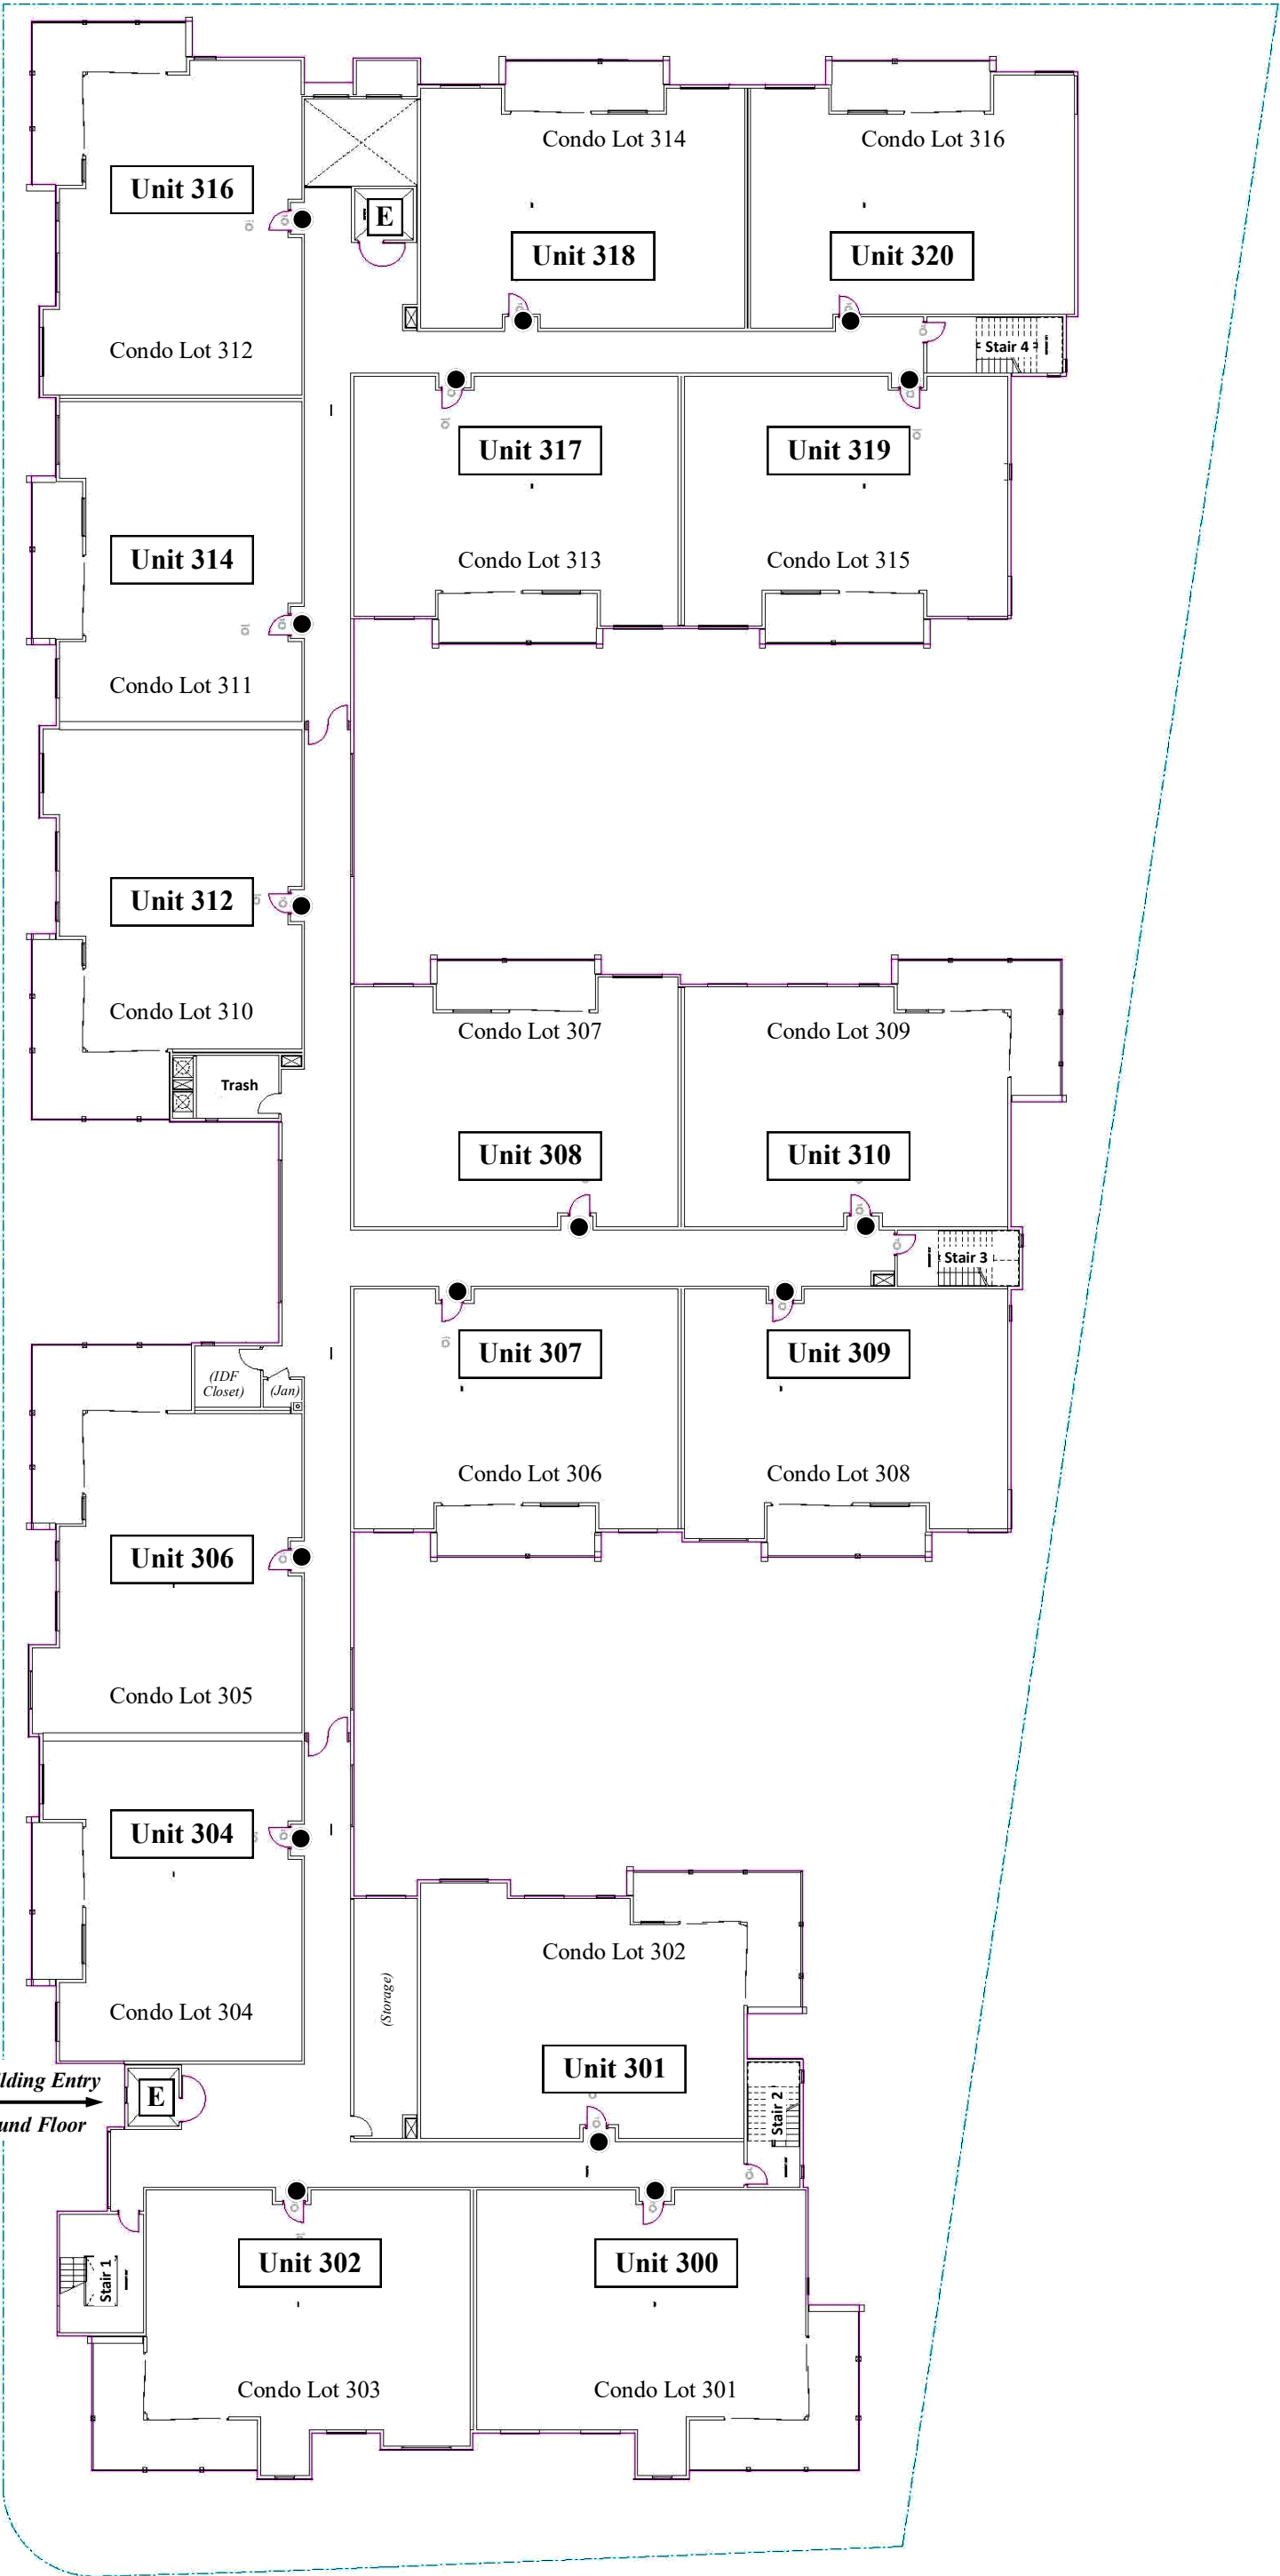 Condo Lot 314
Condo Lot 316
Unit 316
E
Unit 318
Unit 320
Condo Lot 312
Stair 4
Unit 317
Unit 319
Unit 314
Condo Lot 313
Condo Lot 315
Condo Lot 311
Unit 312
Condo Lot 310
Condo Lot 307
Condo Lot 309
Trash
Unit 308
Unit 310
Stair 3
Unit 307
Unit 309
(IDF
Closet)
(Jan)
Condo Lot 306
Condo Lot 308
Unit 306
Condo Lot 305
Unit 304
Condo Lot 302
(Storage)
Condo Lot 304
Unit 301
lding Entry
und Floor
E
Stair 2
Unit 302
Unit 300
Stair 1
Condo Lot 303
Condo Lot 301